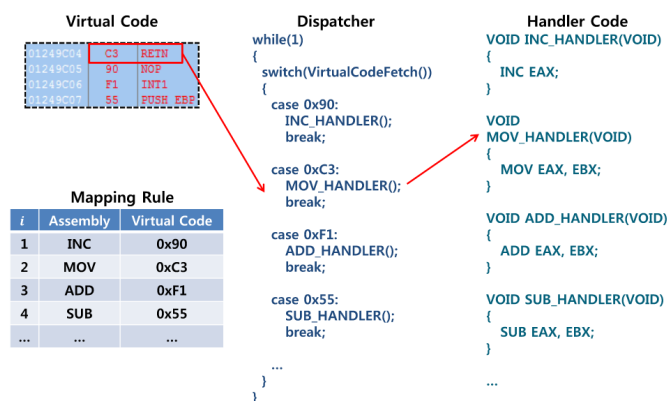 Virtual Code
01249C04 C3 RETN
01249C05 90 NOP
01249C06 F1 INT1
01249C07 55 PUSH EBP
Mapping Rule
i Assembly Virtual Code
1 INC 0x90
2 MOV 0xC3
3 ADD 0xF1
4 SUB 0x55
... ... ...
Dispatcher
while(1)
{
switch(VirtualCodeFetch())
{
case 0x90:
INC_HANDLER();
break;
case 0xC3:
MOV_HANDLER();
break;
case 0xF1:
ADD_HANDLER();
break;
case 0x55:
SUB_HANDLER();
break;
...
}
}
Handler Code
VOID INC_HANDLER(VOID)
{
INC EAX;
}
VOID
MOV_HANDLER(VOID)
{
MOV EAX, EBX;
}
VOID ADD_HANDLER(VOID)
{
ADD EAX, EBX;
}
VOID SUB_HANDLER(VOID)
{
SUB EAX, EBX;
}
...